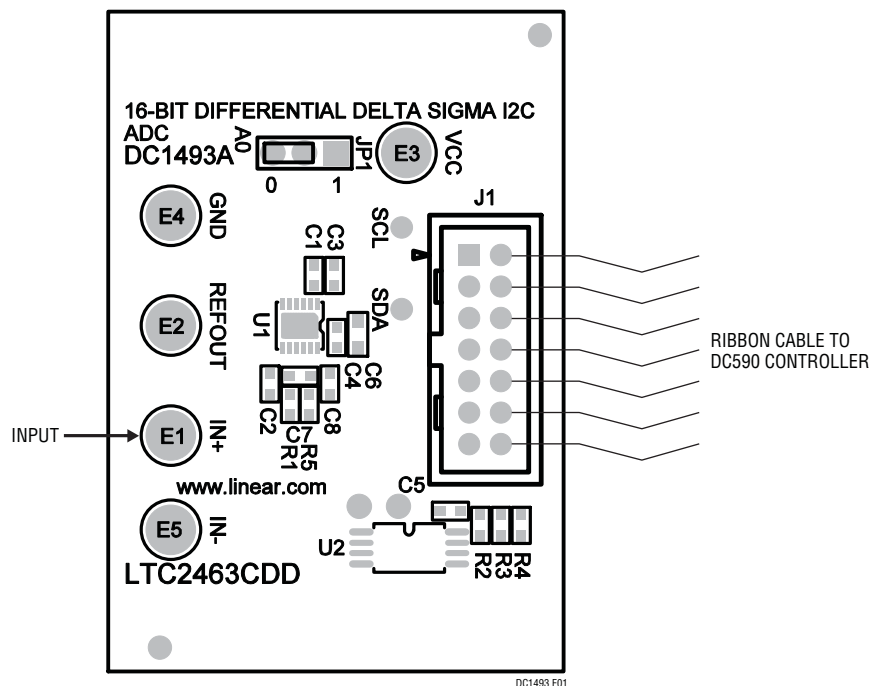 16-BIT DIFFERENTIAL DELTA SIGMA I2C
ADC
DC1493A
A0
0
1
JP1
E3
VCC
J1
E4
GND
SCL
C1
C3
E2
REFOUT
U1
SDA
C4
C6
RIBBON CABLE TO
DC590 CONTROLLER
INPUT
E1
IN+
C2
C7
R1
R5
C8
www.linear.com
C5
E5
IN-
U2
R2
R3
R4
LTC2463CDD
DC1493 F01